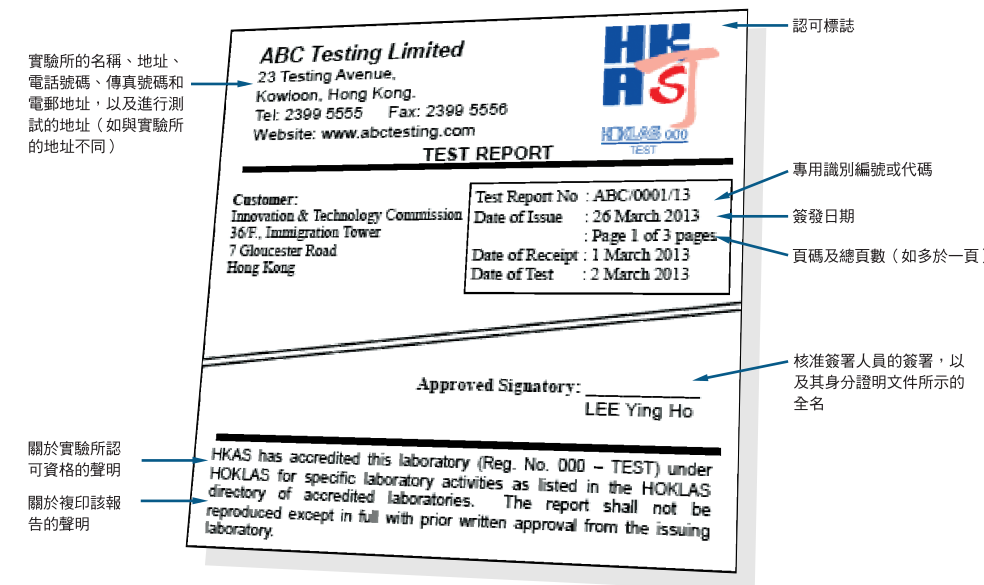 認可標誌
實驗所的名稱、地址、
電話號碼、傳真號碼和
電郵地址，以及進行測
試的地址（如與實驗所
的地址不同）
ABC Testing Limited
23 Testing Avenue,
Kowloon, Hong Kong.
Tel: 2399 5555 Fax: 2399 5556
Website: www.abctesting.com
HK
AS
HOKLAS 000
TEST
TEST REPORT
專用識別編號或代碼
簽發日期
頁碼及總頁數（如多於一頁）
Customer:
Innovation & Technology Commission
36/F., Immigration Tower
7 Gloucester Road
Hong Kong
Test Report No : ABC/0001/13
Date of Issue : 26 March 2013
: Page 1 of 3 pages
Date of Receipt : 1 March 2013
Date of Test : 2 March 2013
核准簽署人員的簽署，以
及其身分證明文件所示的
全名
Approved Signatory:
LEE Ying Ho
關於實驗所認
可資格的聲明
關於複印該報
告的聲明
HKAS has accredited this laboratory (Reg. No. 000 – TEST) under
HOKLAS for specific laboratory activities as listed in the HOKLAS
directory of accredited laboratories. The report shall not be
reproduced except in full with prior written approval from the issuing
laboratory.